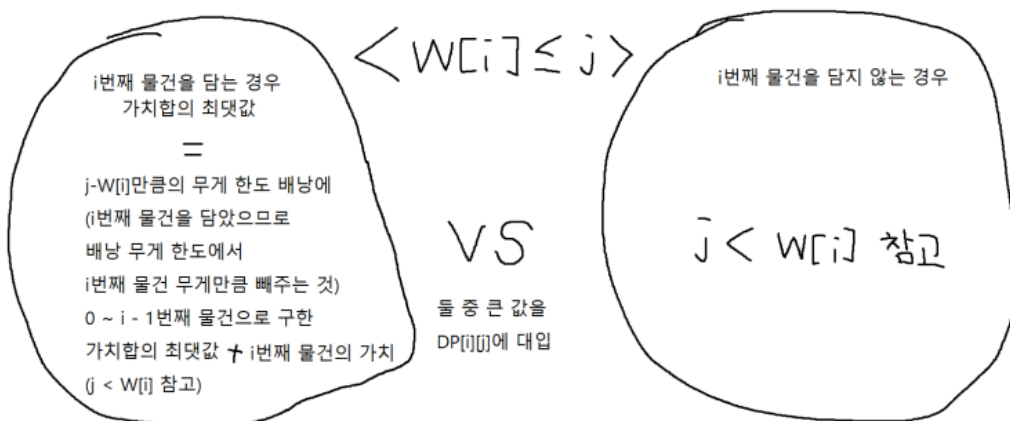 <W[i]≤j>
i번째 물건을 담는 경우
가치합의 최댓값
=
j-W[i]만큼의 무게 한도 배낭에
(i번째 물건을 담았으므로
배낭 무게 한도에서
i번째 물건 무게만큼 빼주는 것)
0 ~ i - 1번째 물건으로 구한
가치합의 최댓값 + i번째 물건의 가치
(j < W[i] 참고)
VS
둘 중 큰 값을
DP[i][j]에 대입
i번째 물건을 담지 않는 경우
j < W[i] 참고